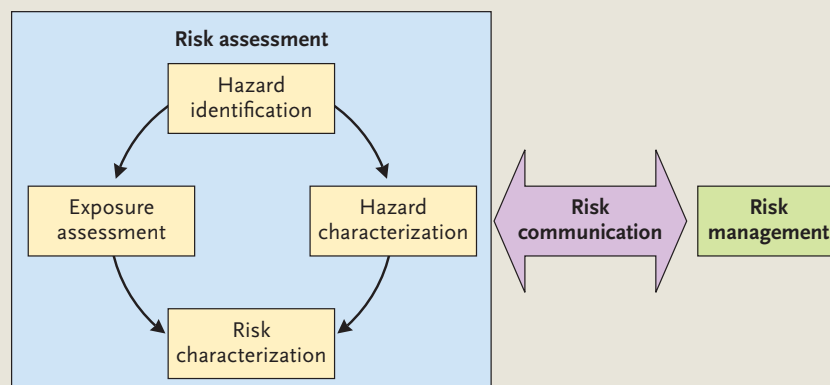 Risk assessment
Hazard
identification
Exposure
assessment
Hazard
characterization
Risk
characterization
Risk
communication
Risk
management